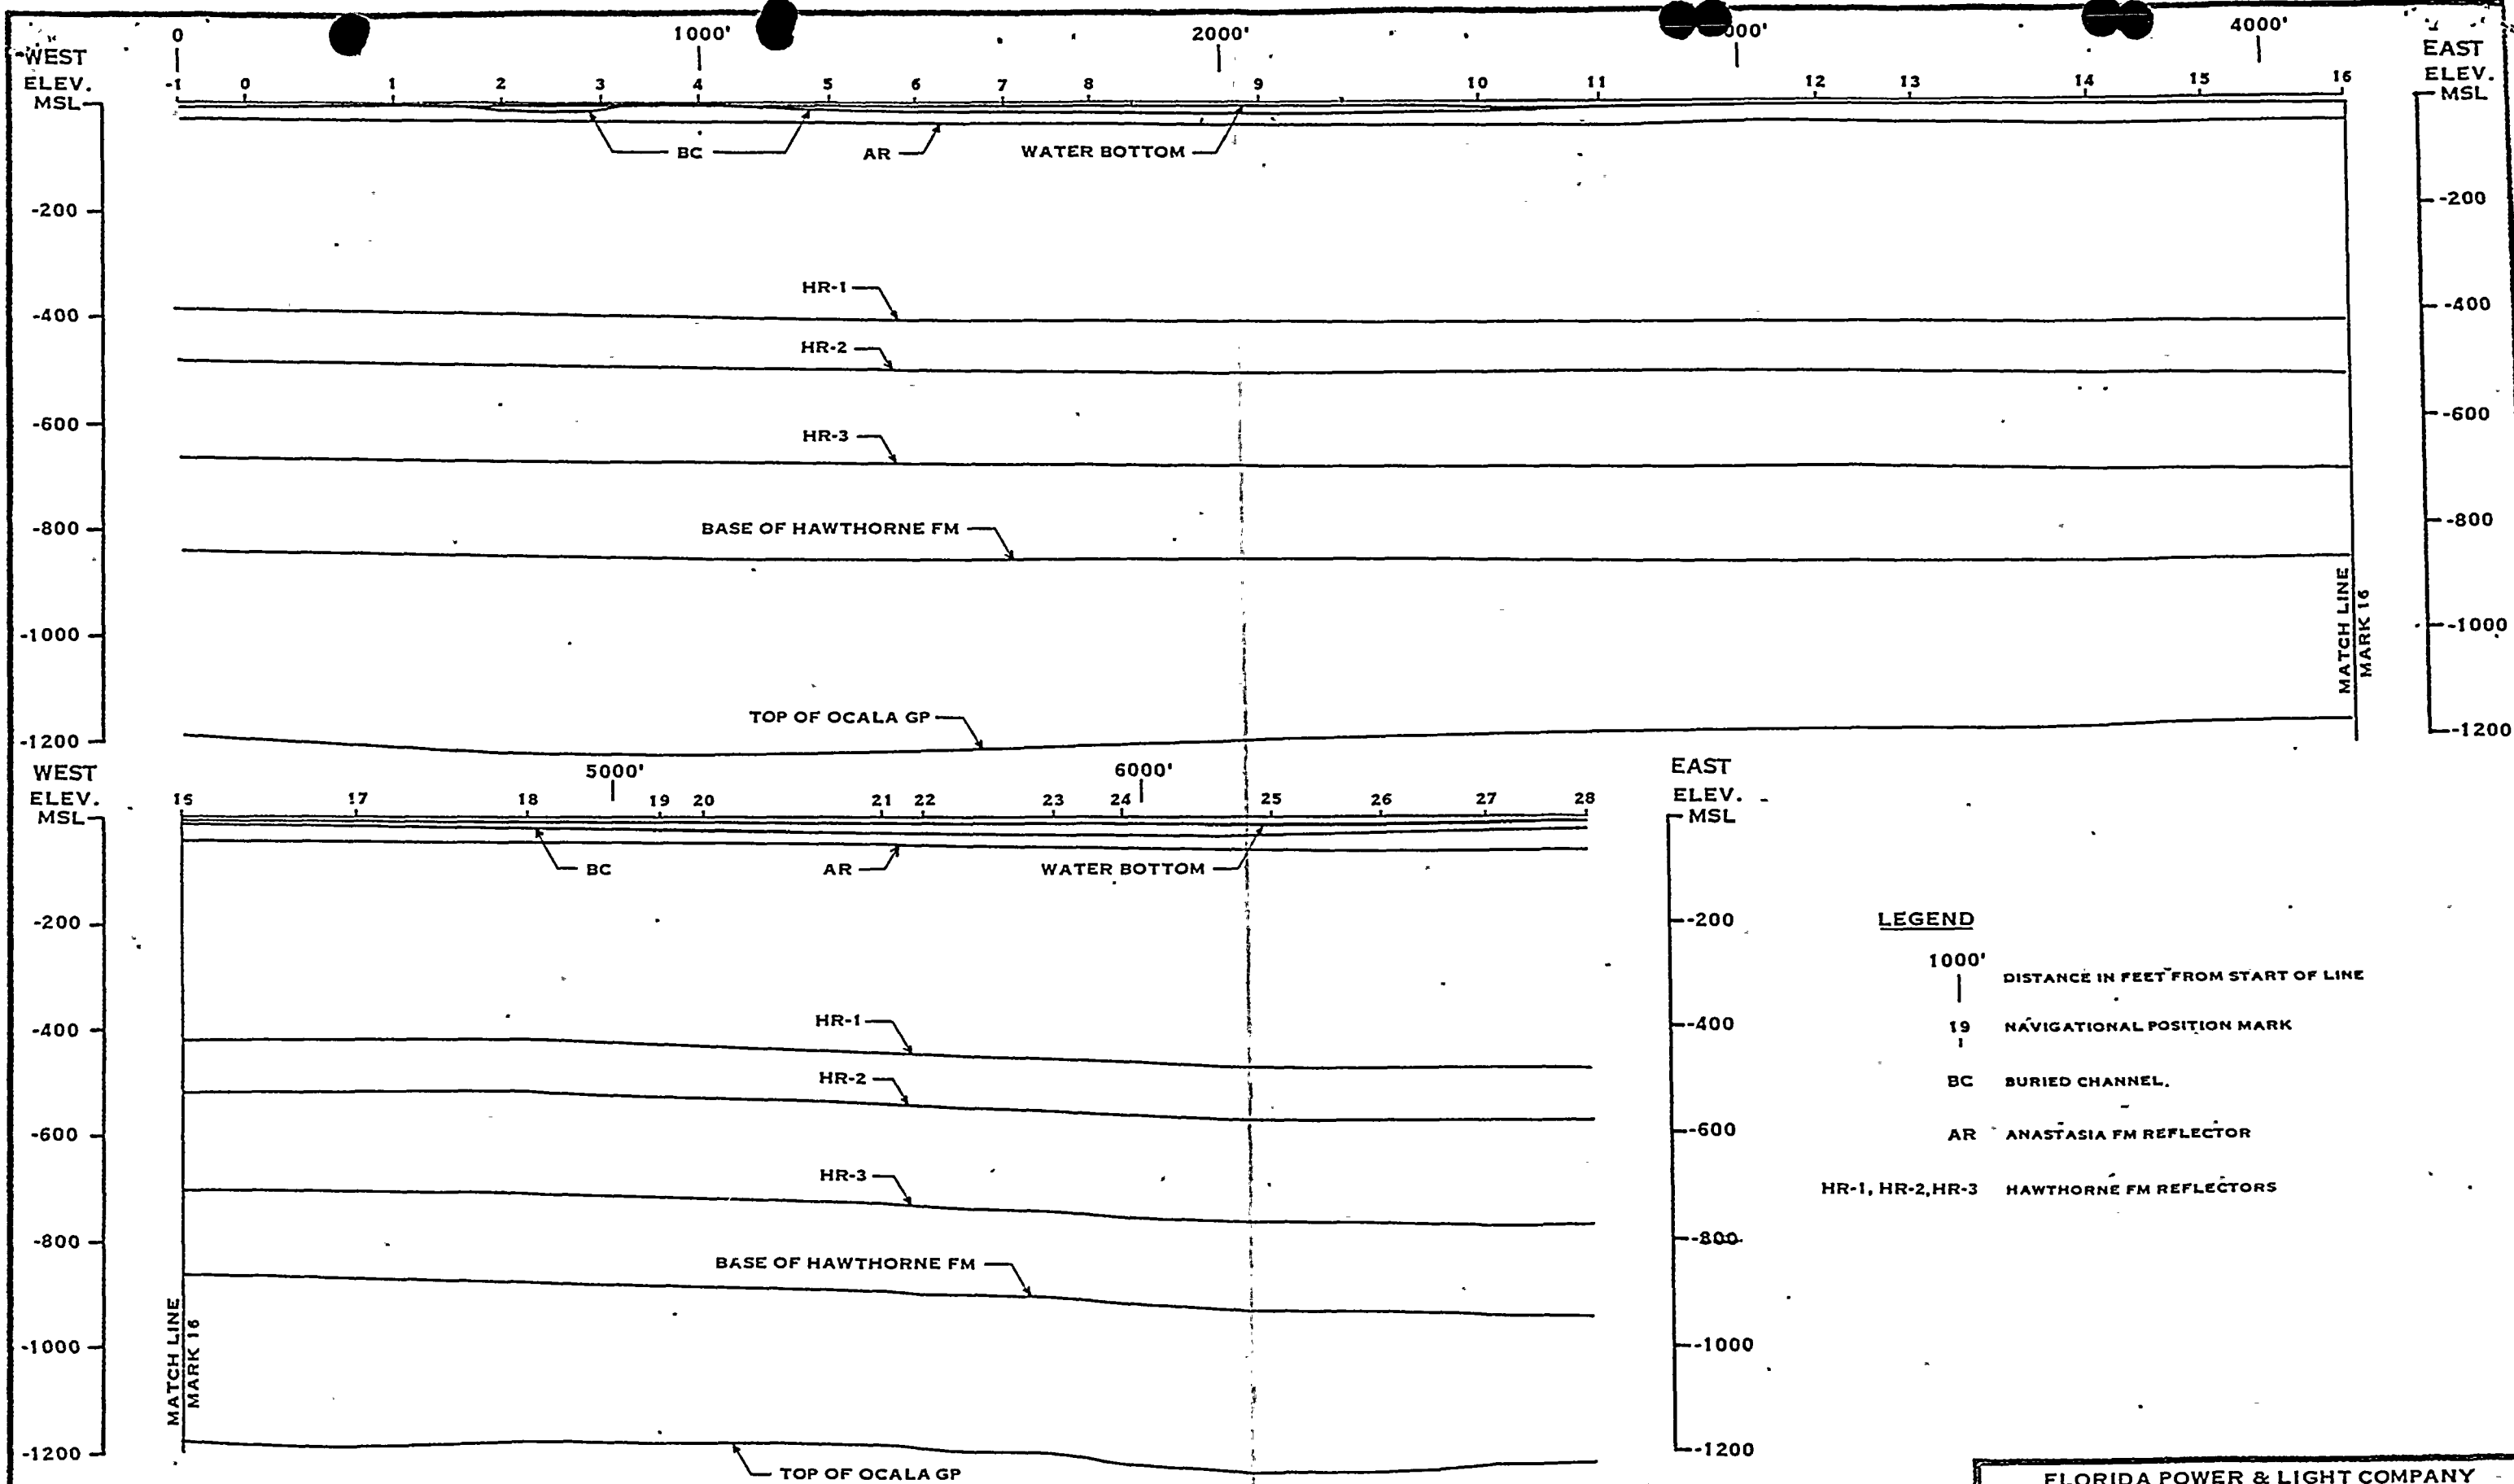 0 1000' 2000' 000' 4000'
WEST EAST
ELEV. -1 0 1 2 3 4 5 6 7 8 9 10 11 12 13 14 15 16 ELEV.
MSL MSL
BC AR WATER BOTTOM
-200 -200
HR-1
-400 -400
HR-2
-600 -600
HR-3
-800 BASE OF HAWTHORNE FM -800
MATCH LINE
MARK 16
-1000 -1000
TOP OF OCALA GP
-1200 -1200
WEST 5000' 6000' EAST
ELEV. 16 17 18 19 20 21 22 23 24 25 26 27 28 ELEV.
MSL MSL
BC AR WATER BOTTOM
-200 -200
LEGEND
1000' DISTANCE IN FEET FROM START OF LINE
HR-1
-400 -400
19 NAVIGATIONAL POSITION MARK
HR-2
BC BURIED CHANNEL.
-600 -600
AR ANASTASIA FM REFLECTOR
HR-3
HR-1, HR-2, HR-3 HAWTHORNE FM REFLECTORS
-800 -800
BASE OF HAWTHORNE FM
MATCH LINE
MARK 16
-1000 -1000
-1200 -1200
TOP OF OCALA GP
FLORIDA POWER & LIGHT COMPANY